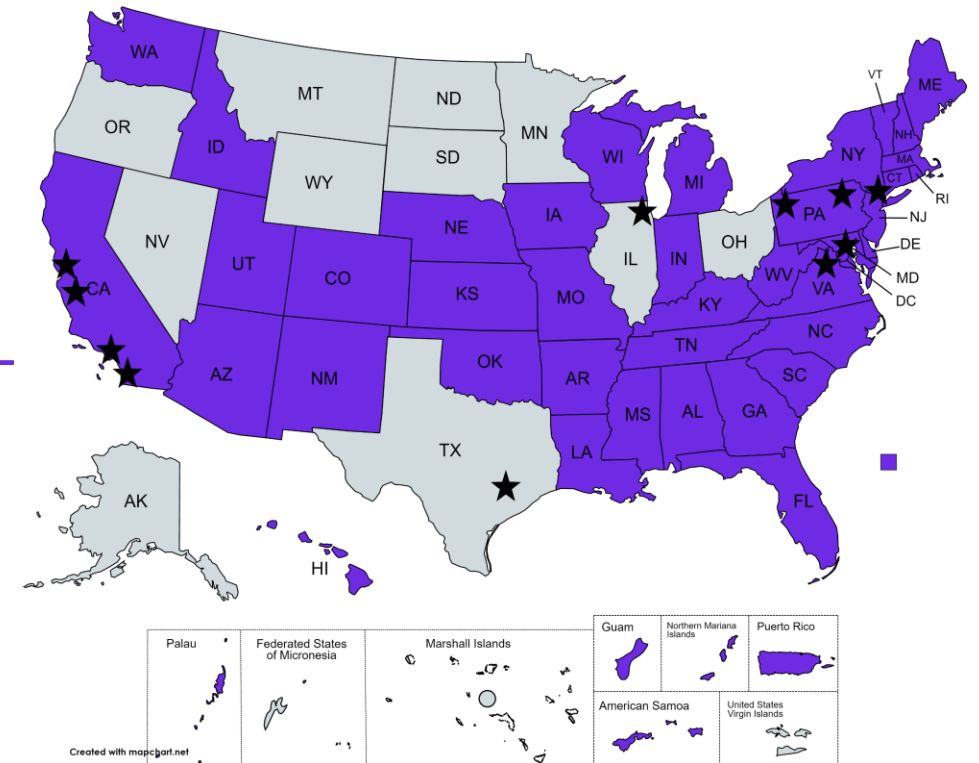 WA
ME
VT
MT
ND
OR
MN
NH
ID
NY
MA
WI
SD
CT
MI
RI
WY
PA
IA
NJ
NE
OH
NV
DE
IL
IN
UT
WV
MD
CO
CA
VA
DC
KS
MO
KY
NC
TN
OK
AZ
NM
SC
AR
MS
AL
GA
TX
LA
AK
FL
HI
Palau
Federated States
of Micronesia
Marshall Islands
Guam
Northern Mariana
Islands
Puerto Rico
American Samoa
United States
Virgin Islands
Created with mapchart.net